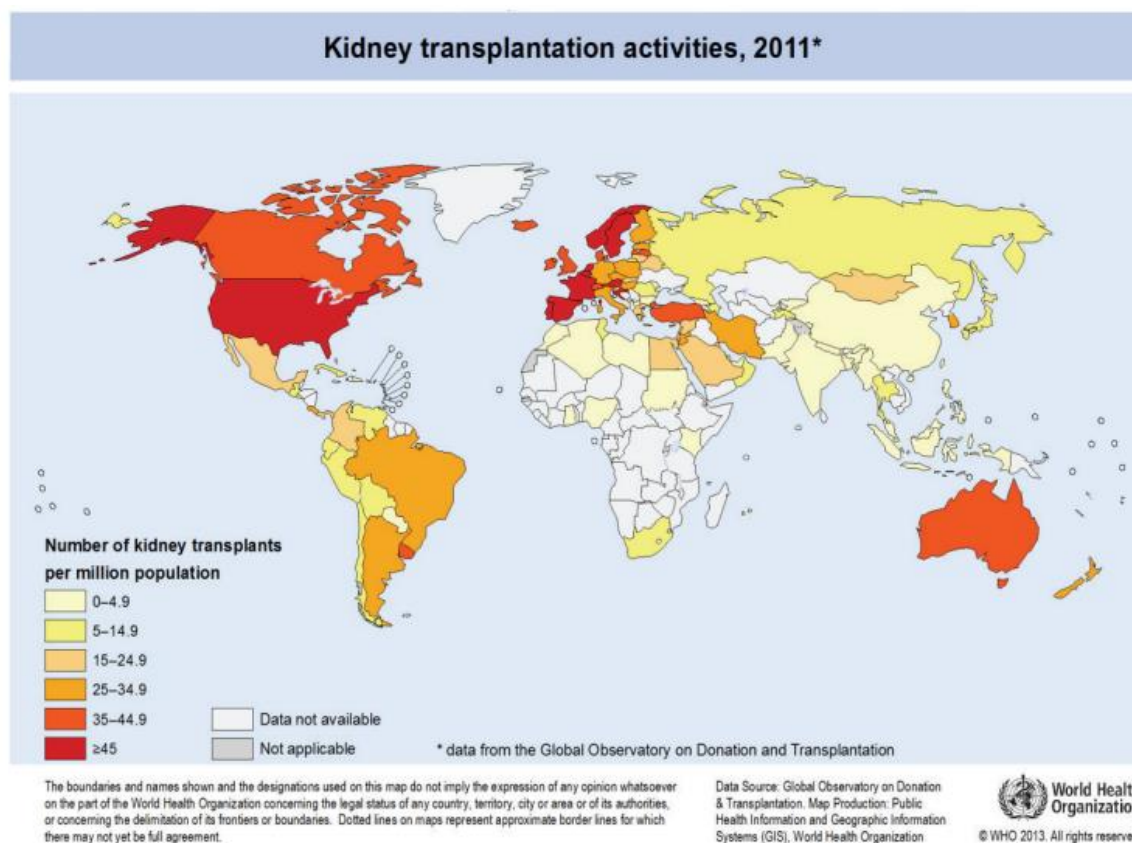 Kidney transplantation activities, 2011*
Number of kidney transplants
per million population
0–4.9
5–14.9
15–24.9
25–34.9
35–44.9
≥45
Data not available
Not applicable
* data from the Global Observatory on Donation and Transplantation
The boundaries and names shown and the designations used on this map do not imply the expression of any opinion whatsoever
on the part of the World Health Organization concerning the legal status of any country, territory, city or area or of its authorities,
or concerning the delimitation of its frontiers or boundaries. Dotted lines on maps represent approximate border lines for which
there may not yet be full agreement.
Data Source: Global Observatory on Donation
& Transplantation. Map Production: Public
Health Information and Geographic Information
Systems (GIS), World Health Organization
World Healt
Organizatio
© WHO 2013. All rights reserve